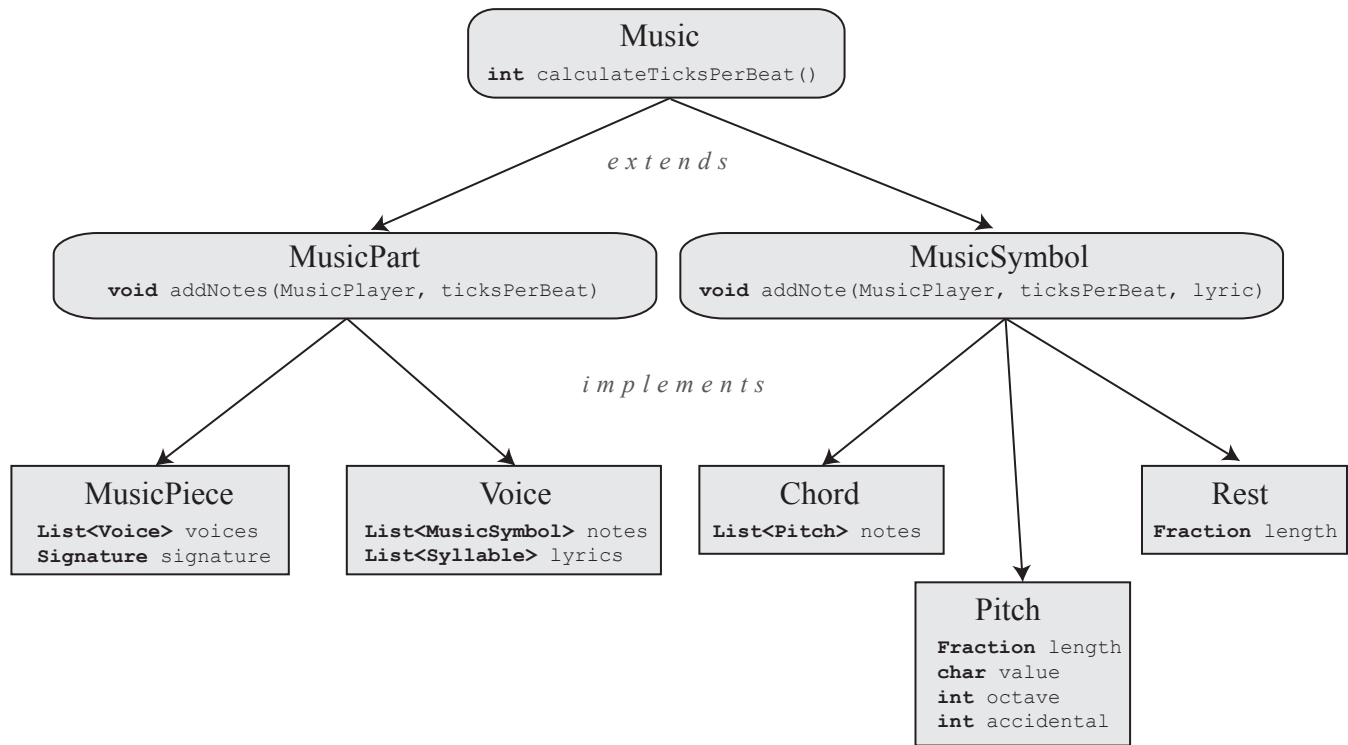 Music
int calculateTicksPerBeat()
extends
MusicPart
void addNotes(MusicPlayer, ticksPerBeat)
MusicSymbol
void addNote(MusicPlayer, ticksPerBeat, lyric)
implements
MusicPiece
List<Voice> voices
Signature signature
Voice
List<MusicSymbol> notes
List<Syllable> lyrics
Chord
List<Pitch> notes
Rest
Fraction length
Pitch
Fraction length
char value
int octave
int accidental